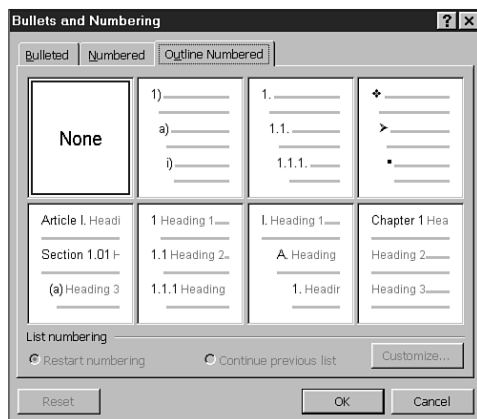 Bullets and Numbering
Bulleted Numbered Outline Numbered
None
1)
a)
i)
1.
1.1.
1.1.1.
Article I. Headi
Section 1.01 H
(a) Heading 3
1 Heading 1
1.1 Heading 2
1.1.1 Heading
I. Heading 1
A. Heading
1. Headir
Chapter 1 Hea
Heading 2
Heading 3
List numbering
Restart numbering Continue previous list Customize...
Reset OK Cancel